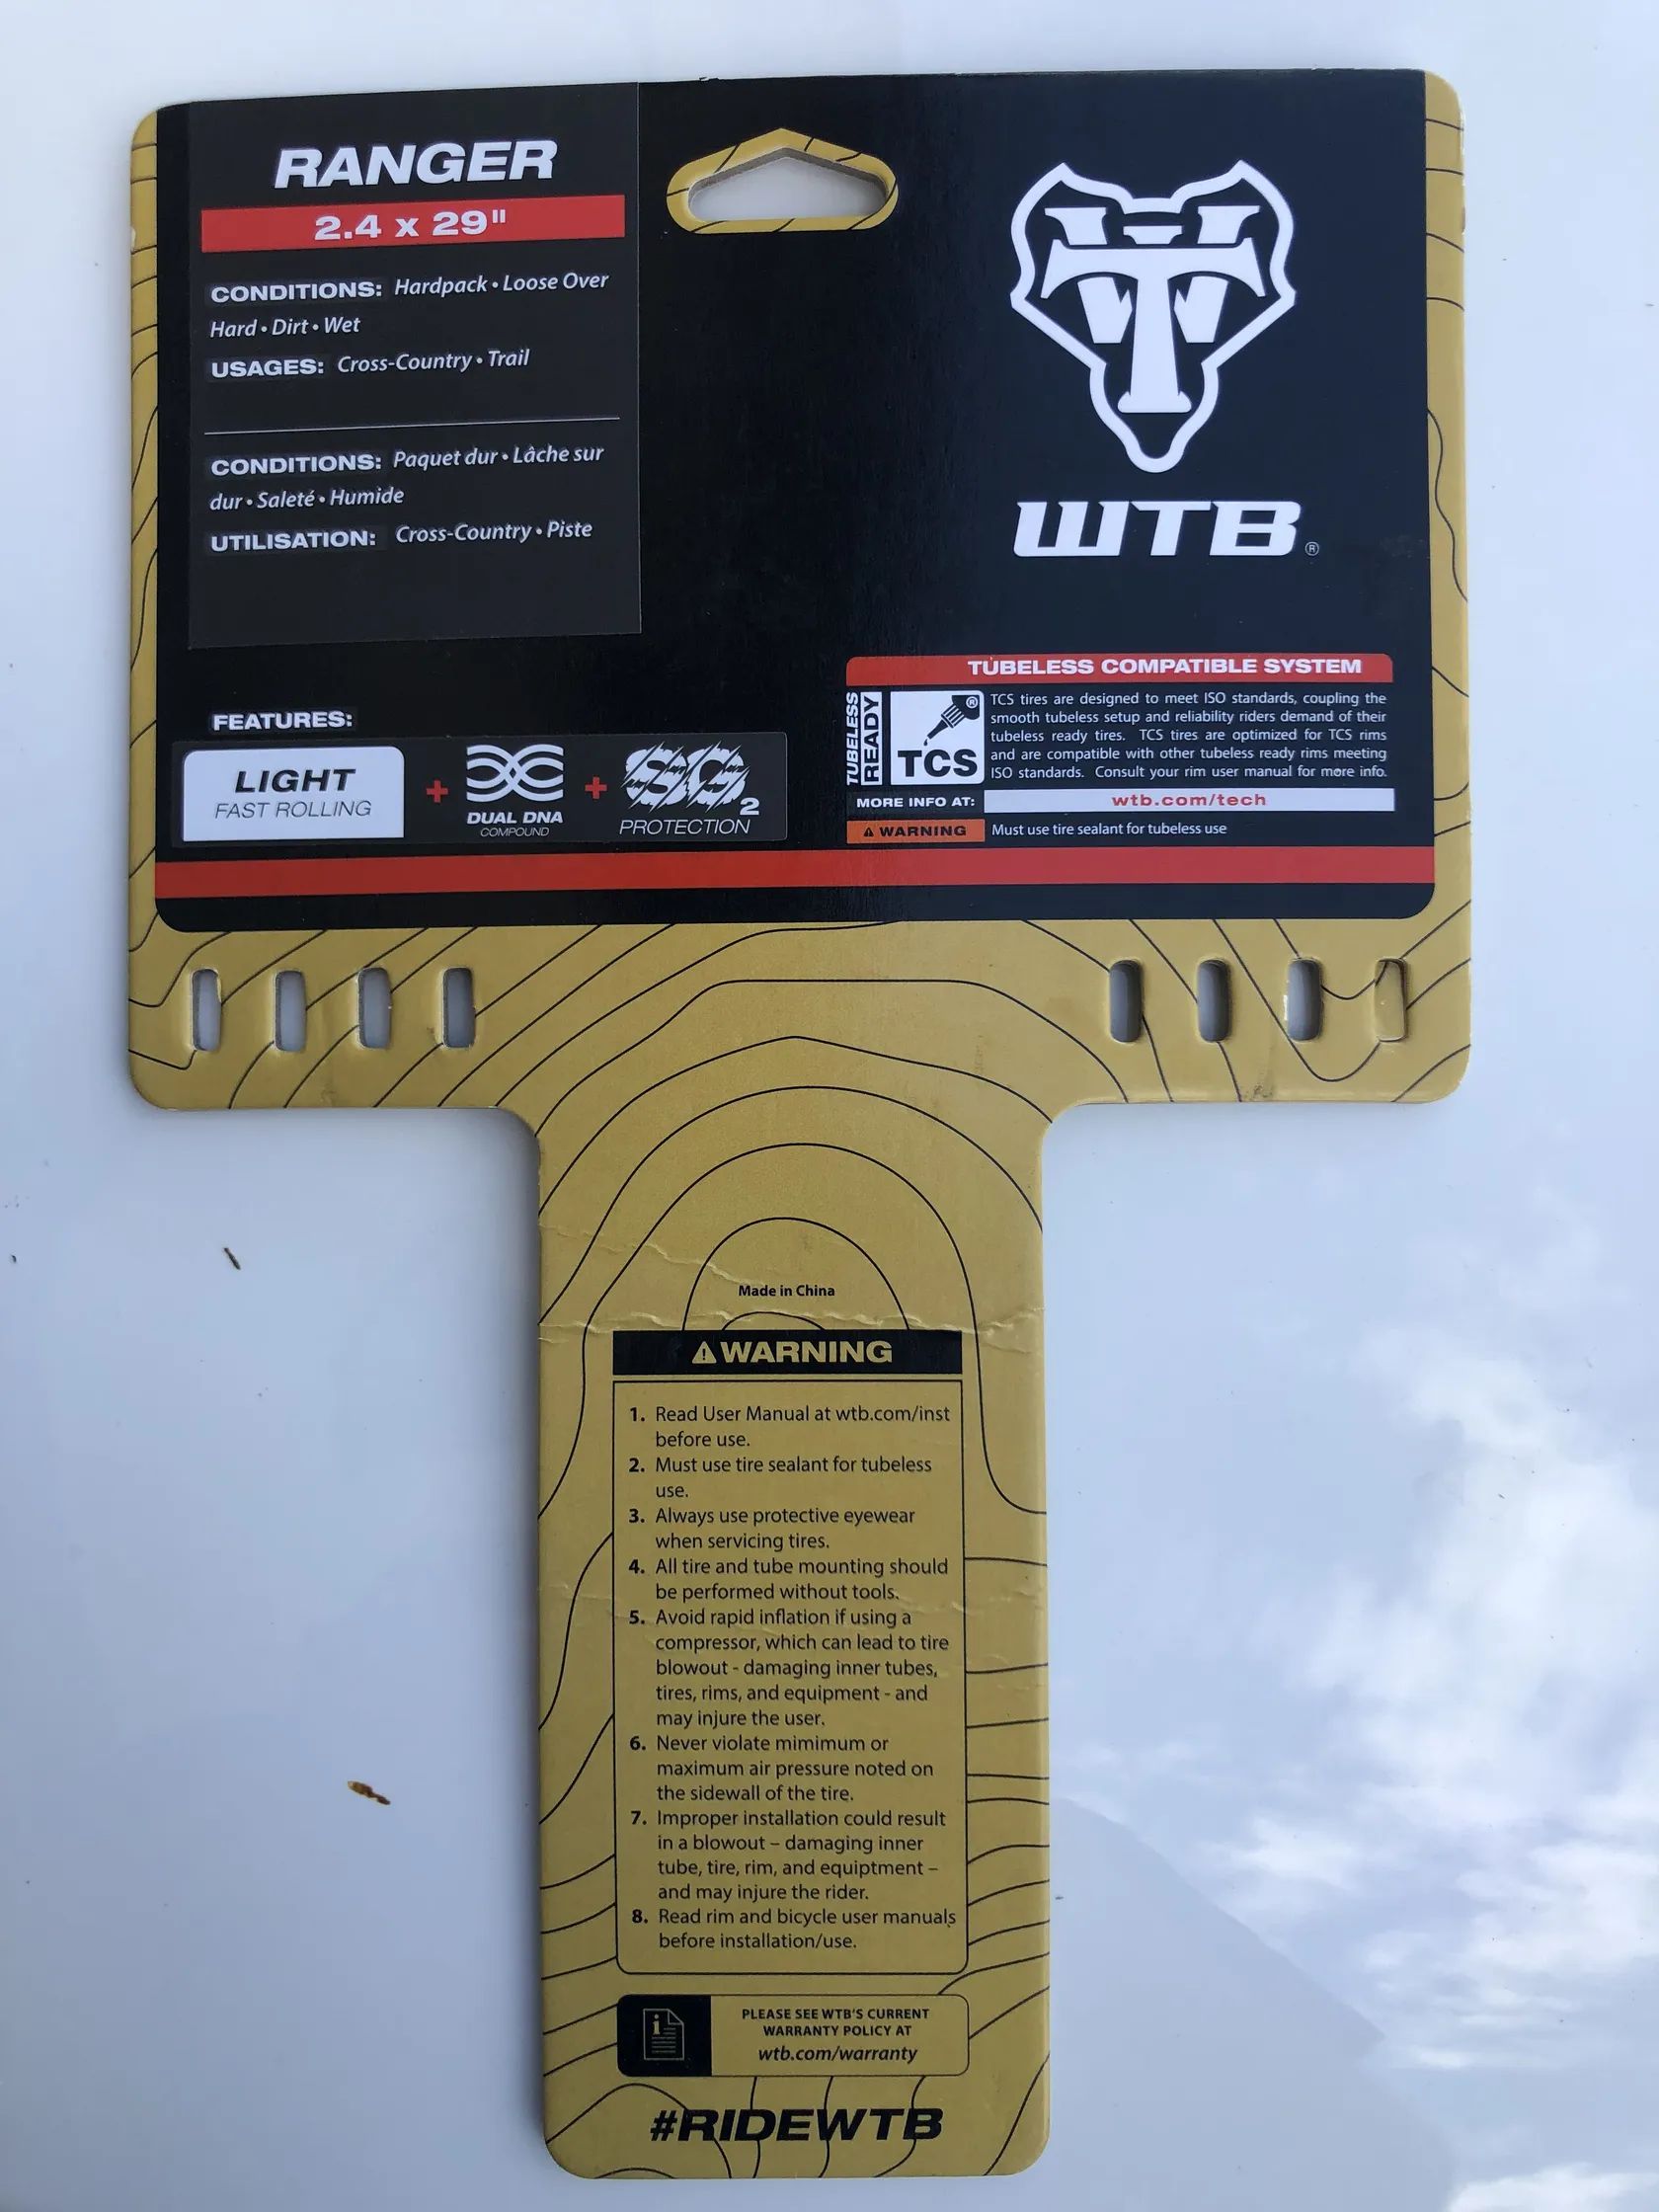 RANGER
2.4 x 29"
CONDITIONS: Hardpack • Loose Over
Hard • Dirt • Wet
USAGES: Cross-Country • Trail
CONDITIONS: Paquet dur • Lâche sur
dur • Saleté • Humide
UTILISATION: Cross-Country • Piste
WTB®
FEATURES:
LIGHT
FAST ROLLING
+
DUAL DNA
COMPOUND
+
SG2
PROTECTION
TUBELESS COMPATIBLE SYSTEM
TUBELESS
READY
®
TCS
TCS tires are designed to meet ISO standards, coupling the
smooth tubeless setup and reliability riders demand of their
tubeless ready tires. TCS tires are optimized for TCS rims
and are compatible with other tubeless ready rims meeting
ISO standards. Consult your rim user manual for more info.
MORE INFO AT: wtb.com/tech
⚠ WARNING Must use tire sealant for tubeless use
Made in China
⚠ WARNING
1. Read User Manual at wtb.com/inst
before use.
2. Must use tire sealant for tubeless
use.
3. Always use protective eyewear
when servicing tires.
4. All tire and tube mounting should
be performed without tools.
5. Avoid rapid inflation if using a
compressor, which can lead to tire
blowout - damaging inner tubes,
tires, rims, and equipment - and
may injure the user.
6. Never violate mimimum or
maximum air pressure noted on
the sidewall of the tire.
7. Improper installation could result
in a blowout – damaging inner
tube, tire, rim, and equiptment –
and may injure the rider.
8. Read rim and bicycle user manuals
before installation/use.
PLEASE SEE WTB'S CURRENT
WARRANTY POLICY AT
wtb.com/warranty
#RIDEWTB